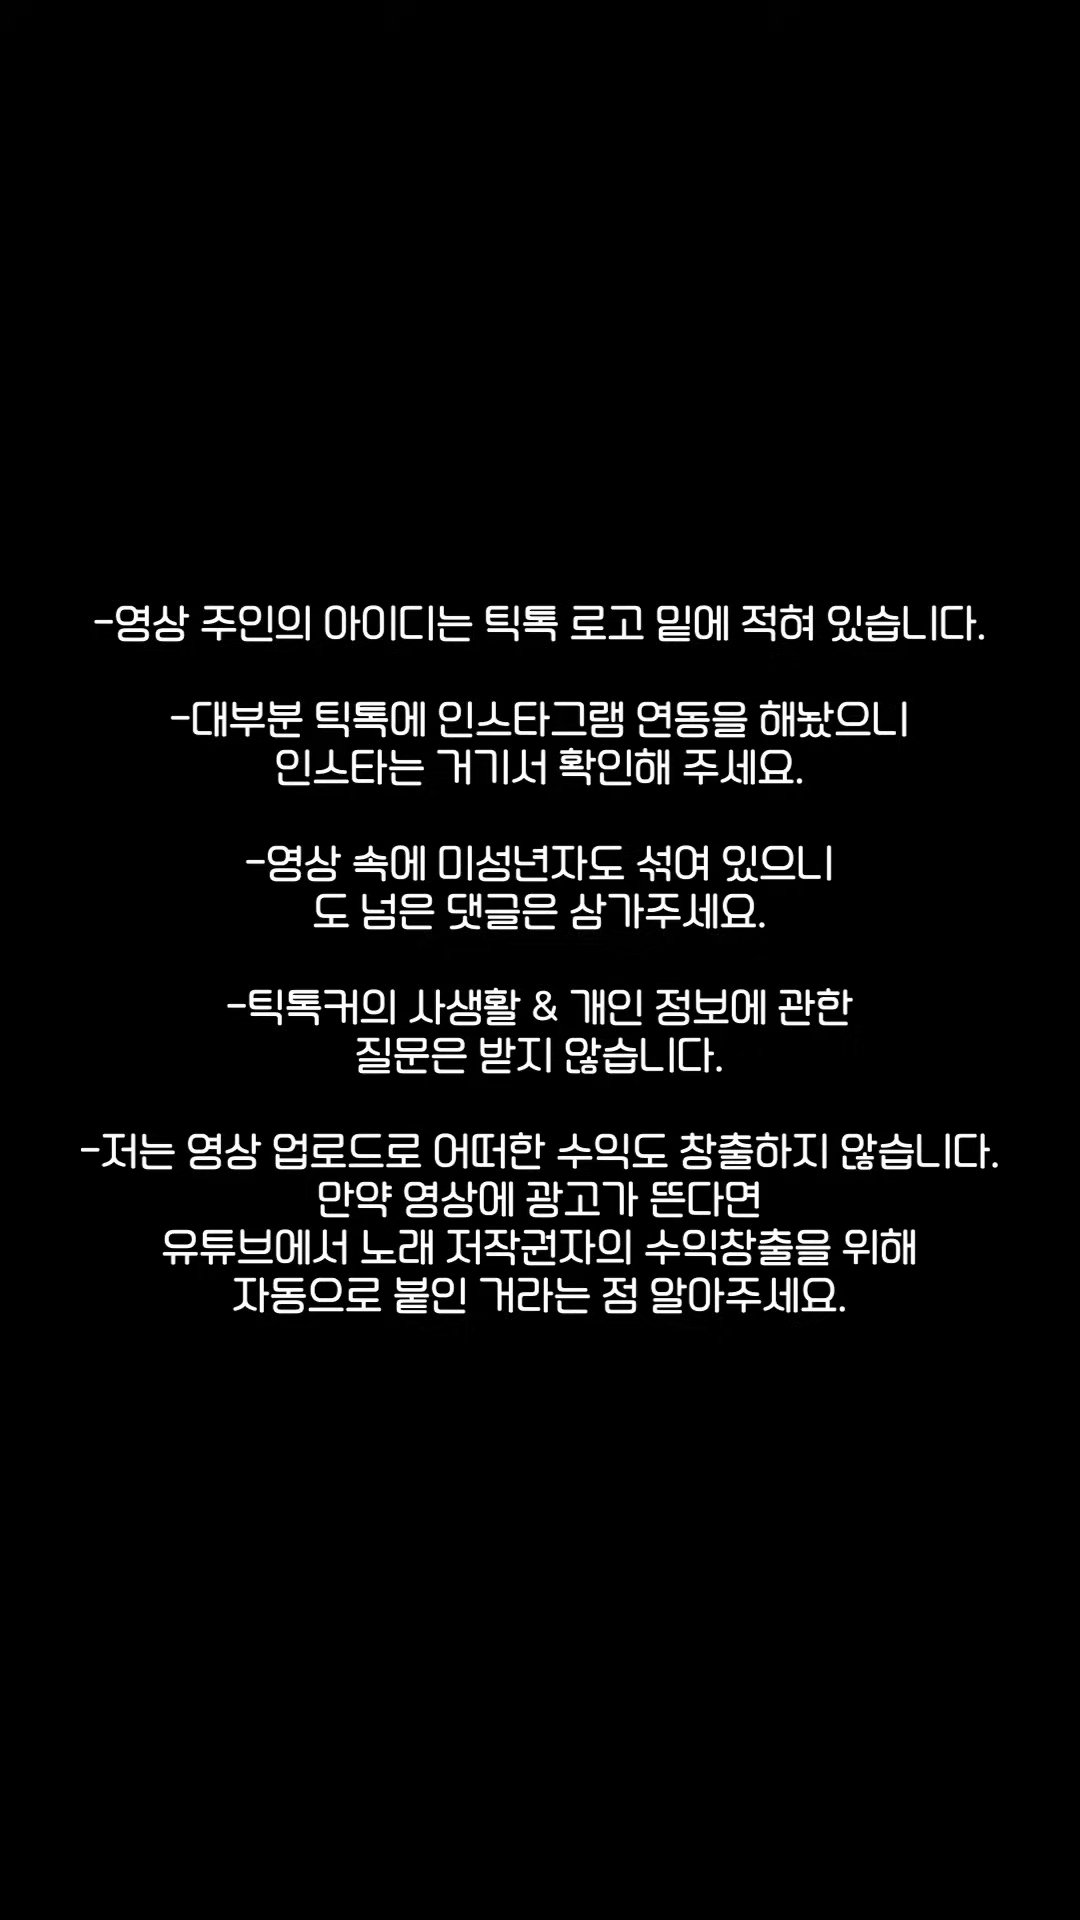 -영상 주인의 아이디는 틱톡 로고 밑에 적혀 있습니다.
-대부분 틱톡에 인스타그램 연동을 해놨으니
인스타는 거기서 확인해 주세요.
-영상 속에 미성년자도 섞여 있으니
도 넘은 댓글은 삼가주세요.
-틱톡커의 사생활 & 개인 정보에 관한
질문은 받지 않습니다.
-저는 영상 업로드로 어떠한 수익도 창출하지 않습니다.
만약 영상에 광고가 뜬다면
유튜브에서 노래 저작권자의 수익창출을 위해
자동으로 붙인 거라는 점 알아주세요.